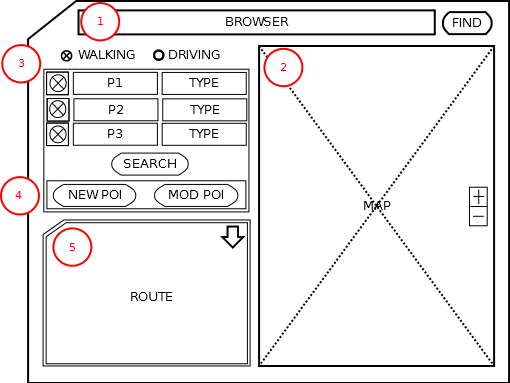 1
BROWSER
FIND
3
WALKING
DRIVING
2
P1
TYPE
P2
TYPE
P3
TYPE
SEARCH
4
NEW POI
MOD POI
MAP
+
−
5
ROUTE